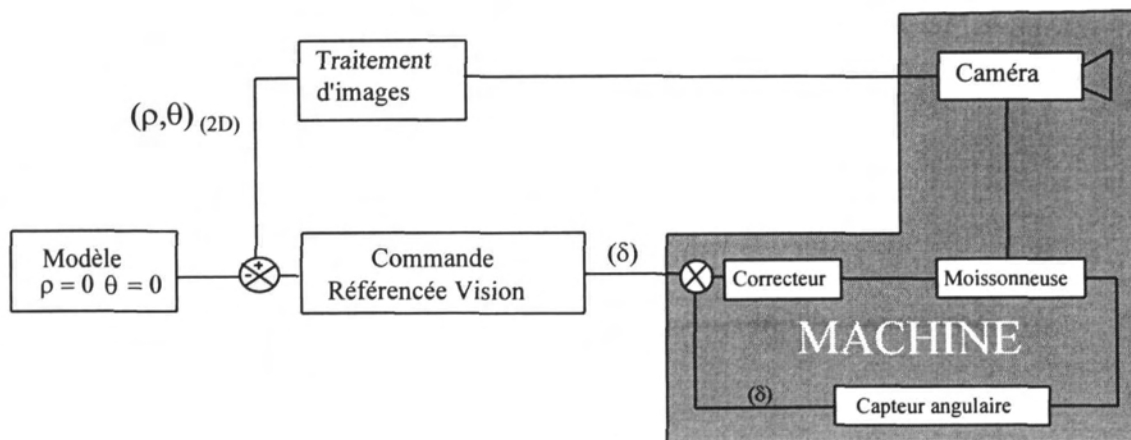 Traitement
d'images
Caméra
(ρ,θ) (2D)
Modèle
ρ = 0 θ = 0
+
-
Commande
Référencée Vision
(δ)
Correcteur
Moissonneuse
MACHINE
(δ)
Capteur angulaire